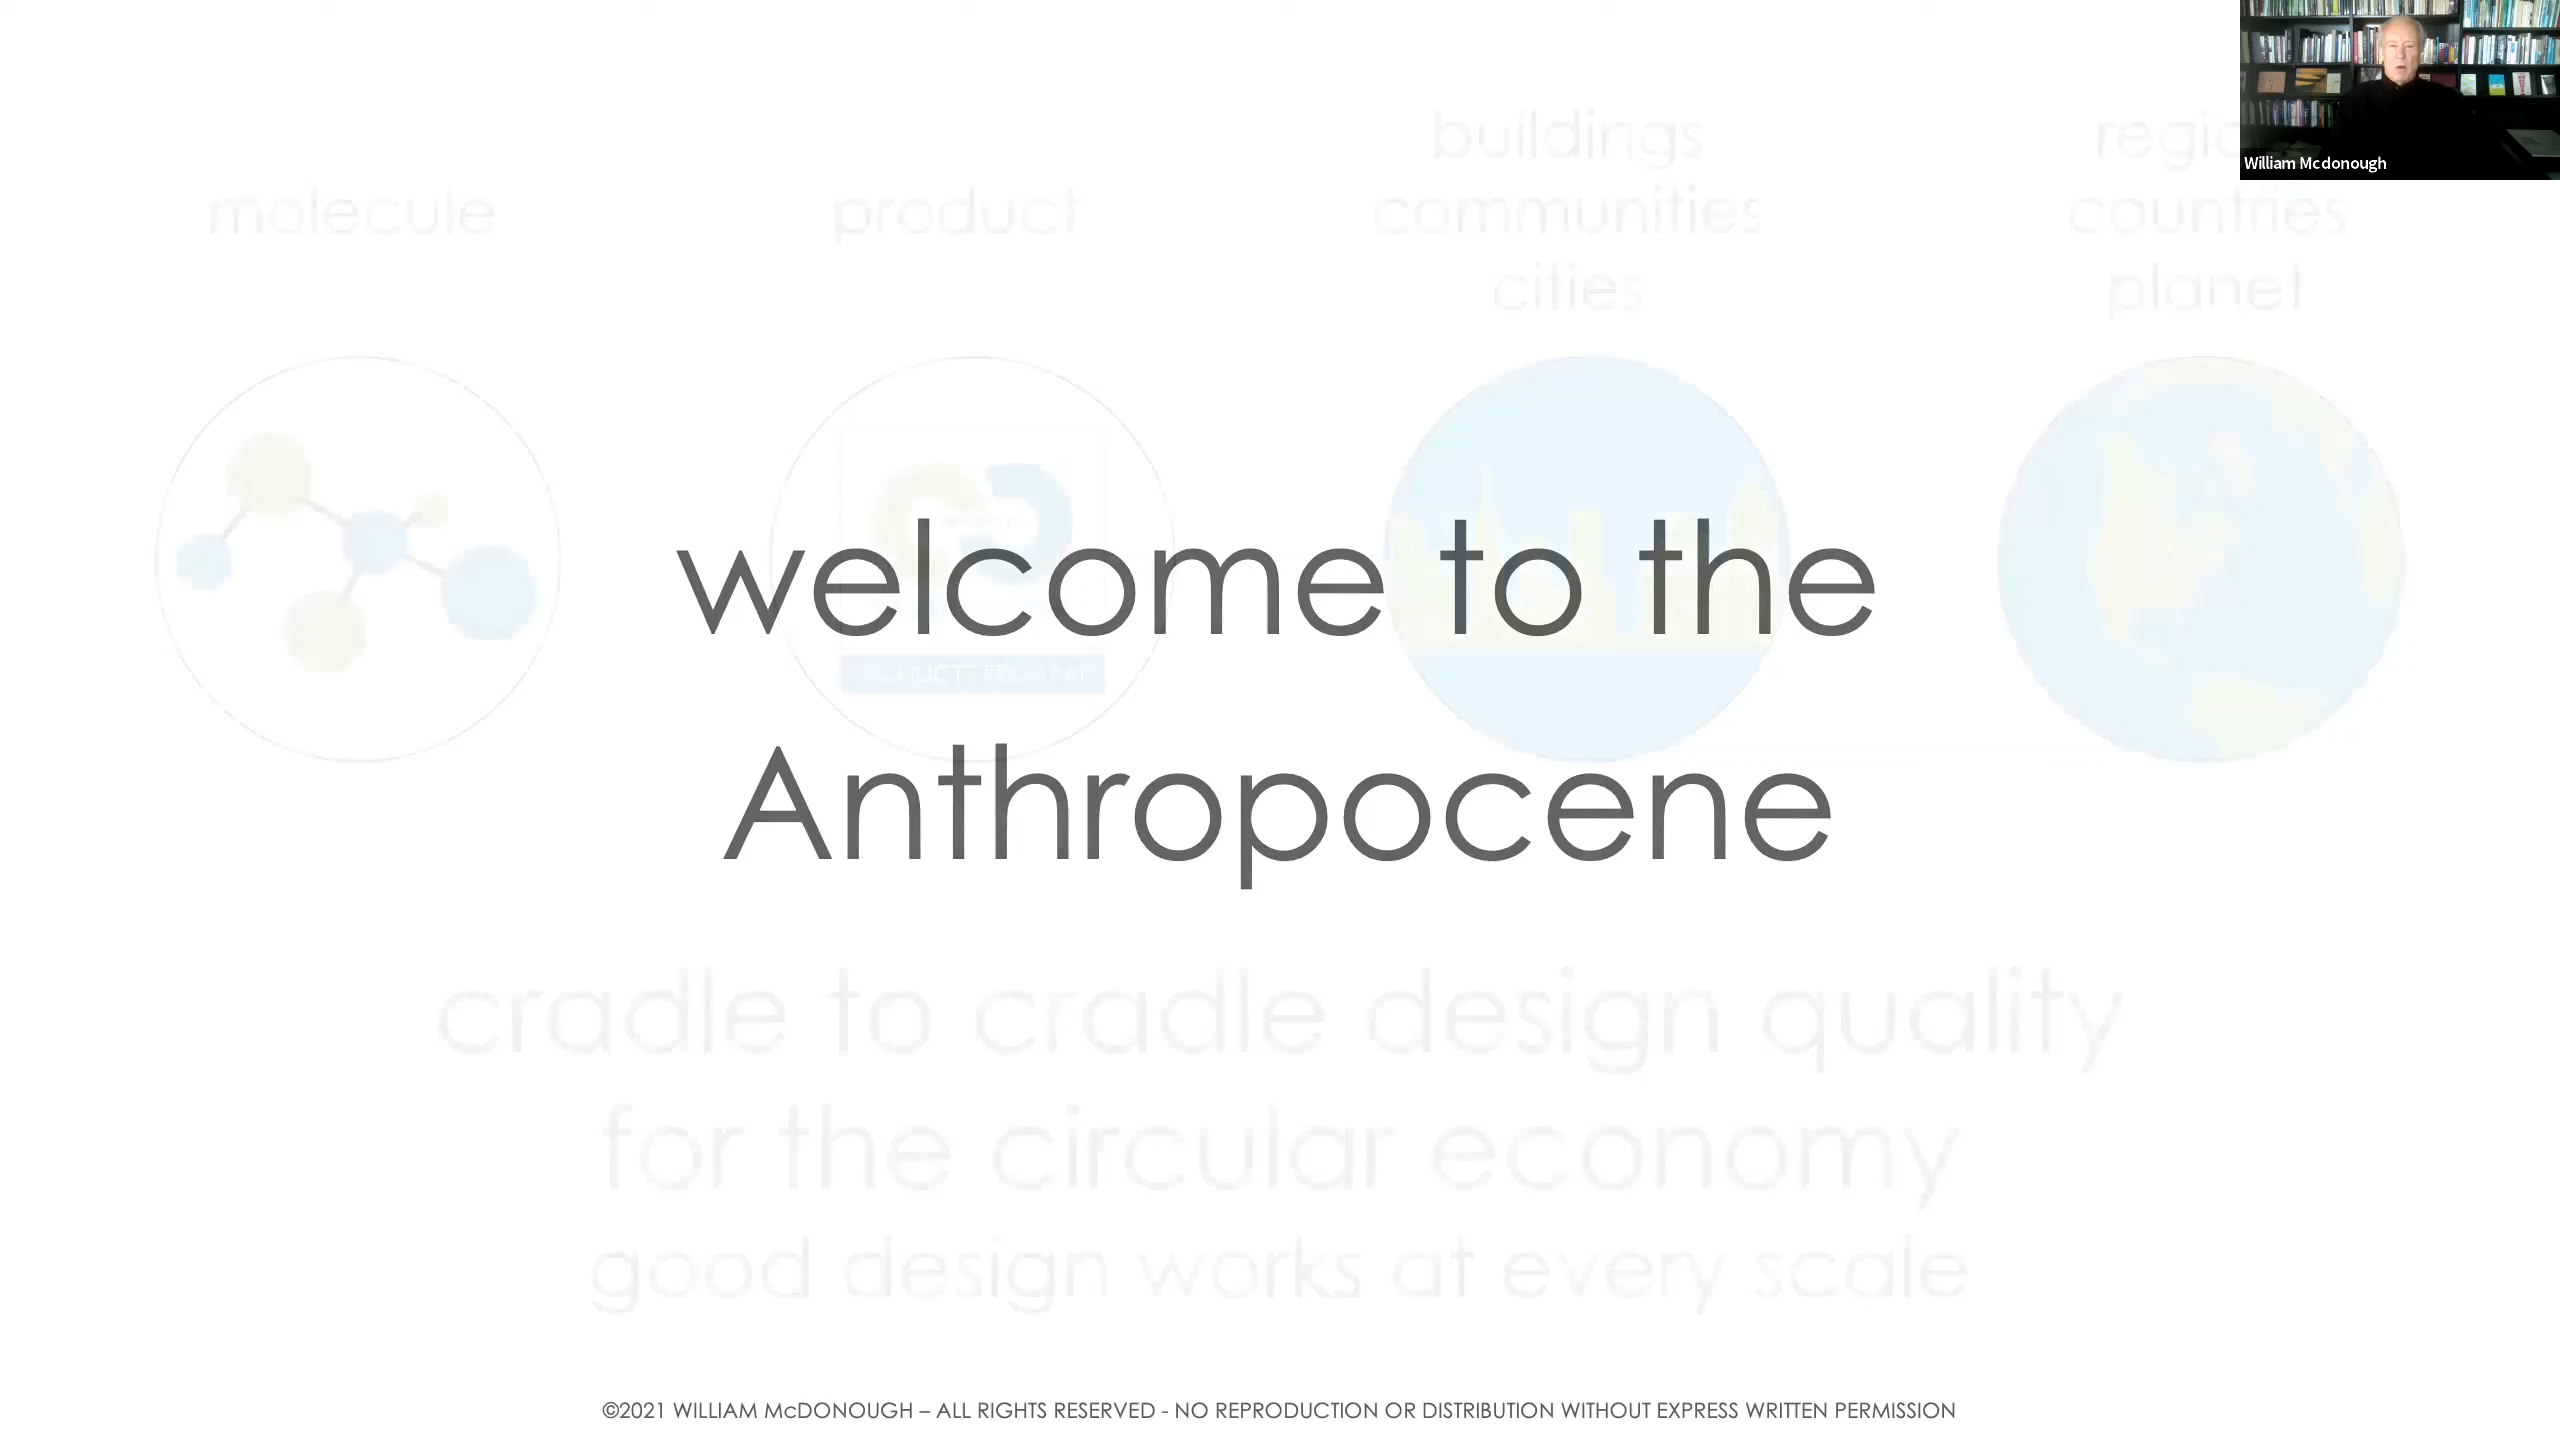 buildings
molecule
product
communities
cities
countries
planet
William Mcdonough
welcome to the
Anthropocene
cradle to cradle design quality
for the circular economy
good design works at every scale
©2021 WILLIAM McDONOUGH – ALL RIGHTS RESERVED - NO REPRODUCTION OR DISTRIBUTION WITHOUT EXPRESS WRITTEN PERMISSION